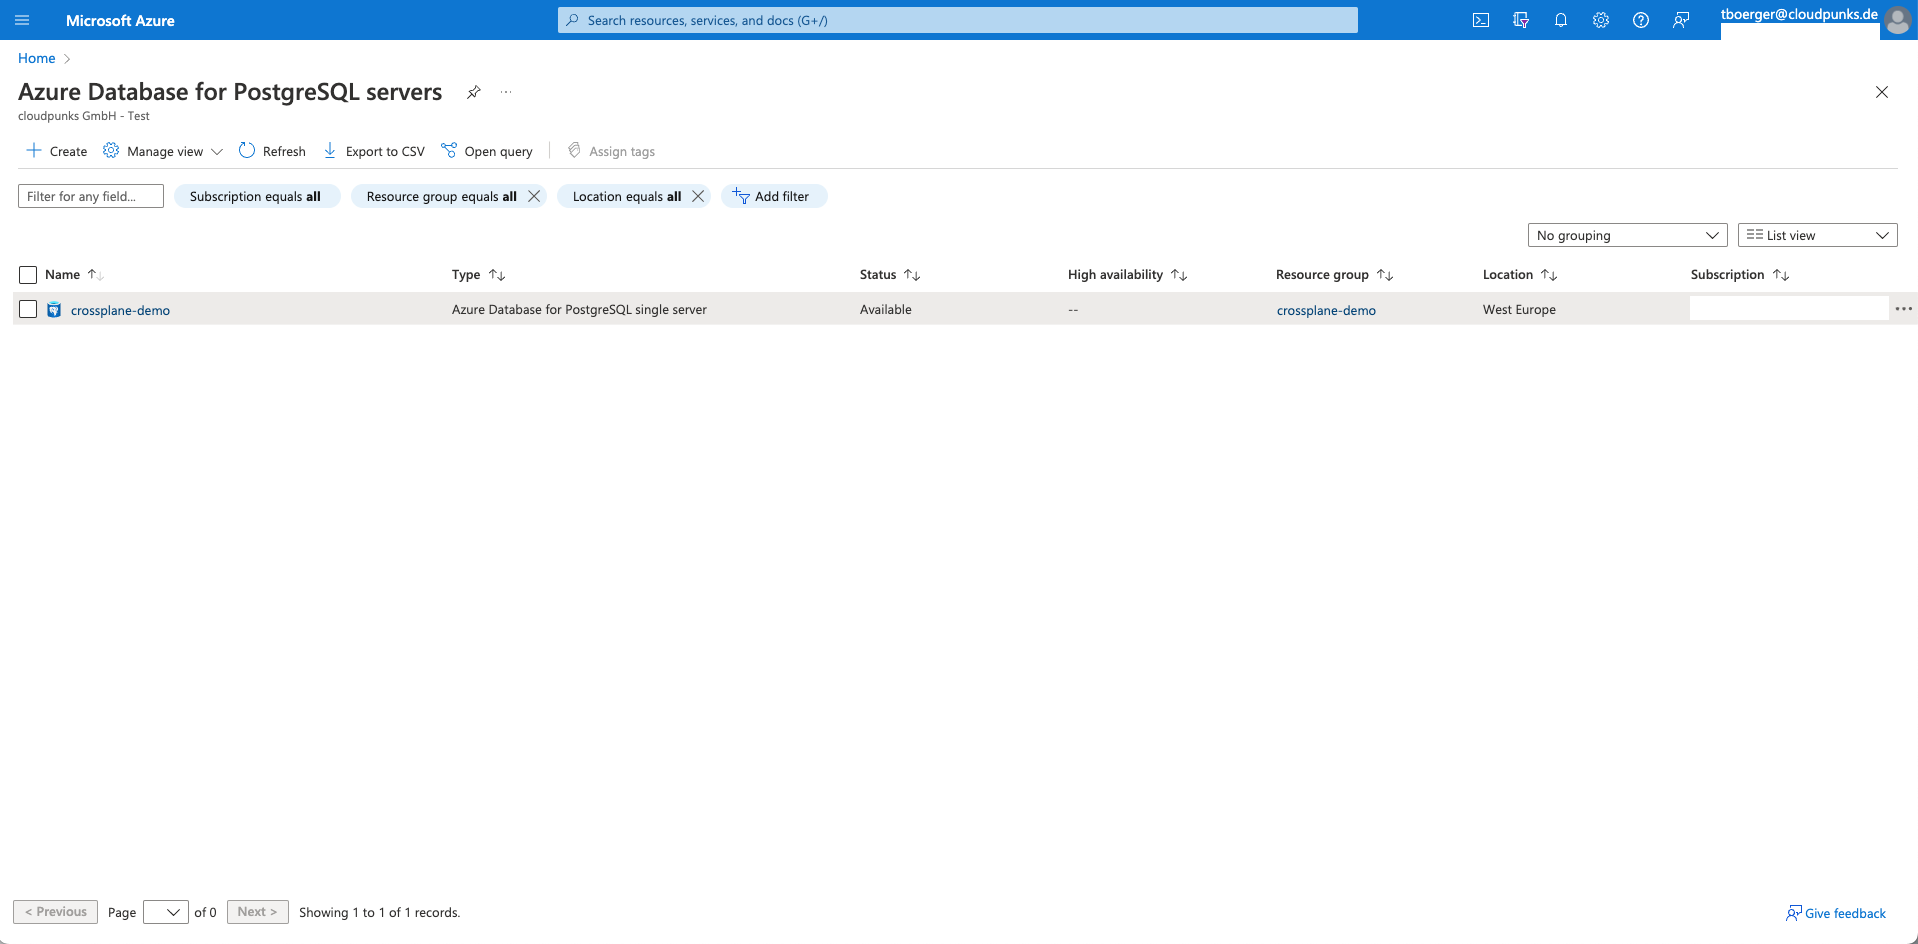 Microsoft Azure
Search resources, services, and docs (G+/)
tboerger@cloudpunks.de
Home
Azure Database for PostgreSQL servers
cloudpunks GmbH - Test
Create Manage view Refresh Export to CSV Open query Assign tags
Filter for any field... Subscription equals all Resource group equals all Location equals all Add filter
No grouping List view
Name Type Status High availability Resource group Location Subscription
crossplane-demo Azure Database for PostgreSQL single server Available -- crossplane-demo West Europe
< Previous Page of 0 Next > Showing 1 to 1 of 1 records. Give feedback